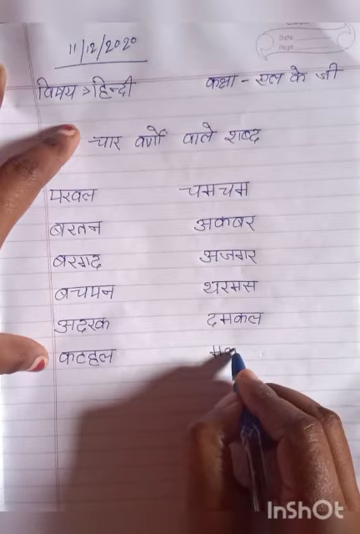 11/12/2020
विषय > हिन्दी कक्षा - एल के जी
चार वर्णो वाले शब्द
परवल चमचम
बरतन अकबर
बरगद अजगर
बचपन थरमस
अदरक दमकल
कटहल
InShOt